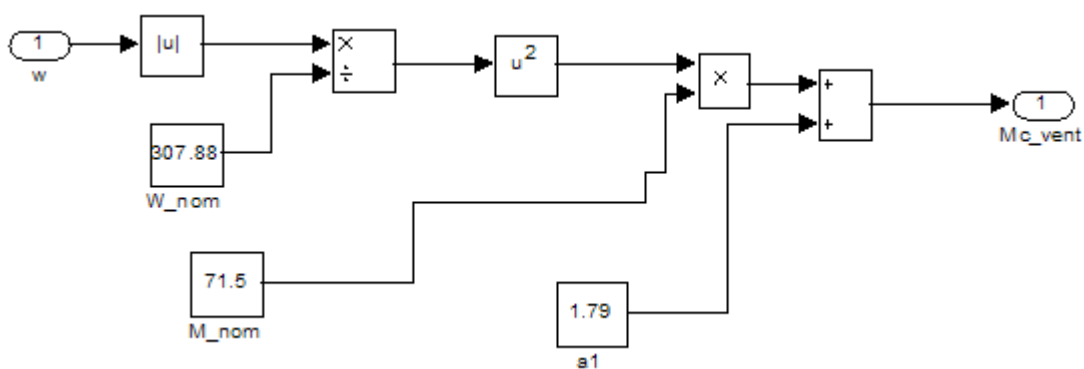 1
w
|u|
×
÷
u²
×
+
+
1
Mc_vent
307.88
W_nom
71.5
M_nom
1.79
a1